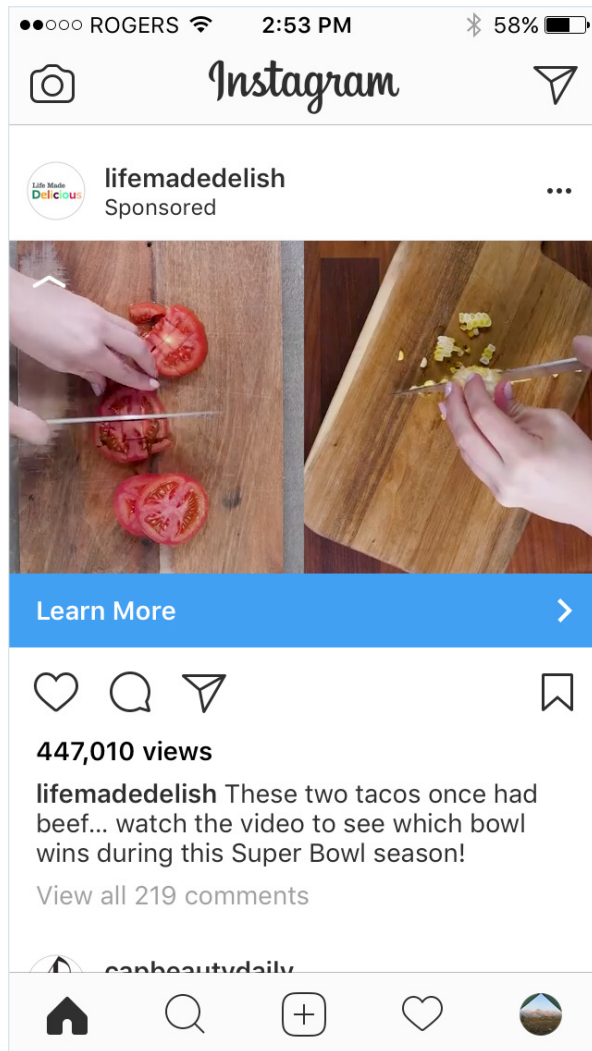 ROGERS 2:53 PM 58%
Instagram
Life Made
Delicious
lifemadedelish
Sponsored
Learn More
447,010 views
lifemadedelish These two tacos once had
beef... watch the video to see which bowl
wins during this Super Bowl season!
View all 219 comments
capbeautydaily